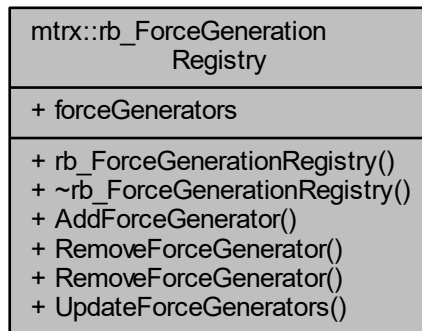 mtrx::rb_ForceGeneration
Registry
+ forceGenerators
+ rb_ForceGenerationRegistry()
+ ~rb_ForceGenerationRegistry()
+ AddForceGenerator()
+ RemoveForceGenerator()
+ RemoveForceGenerator()
+ UpdateForceGenerators()